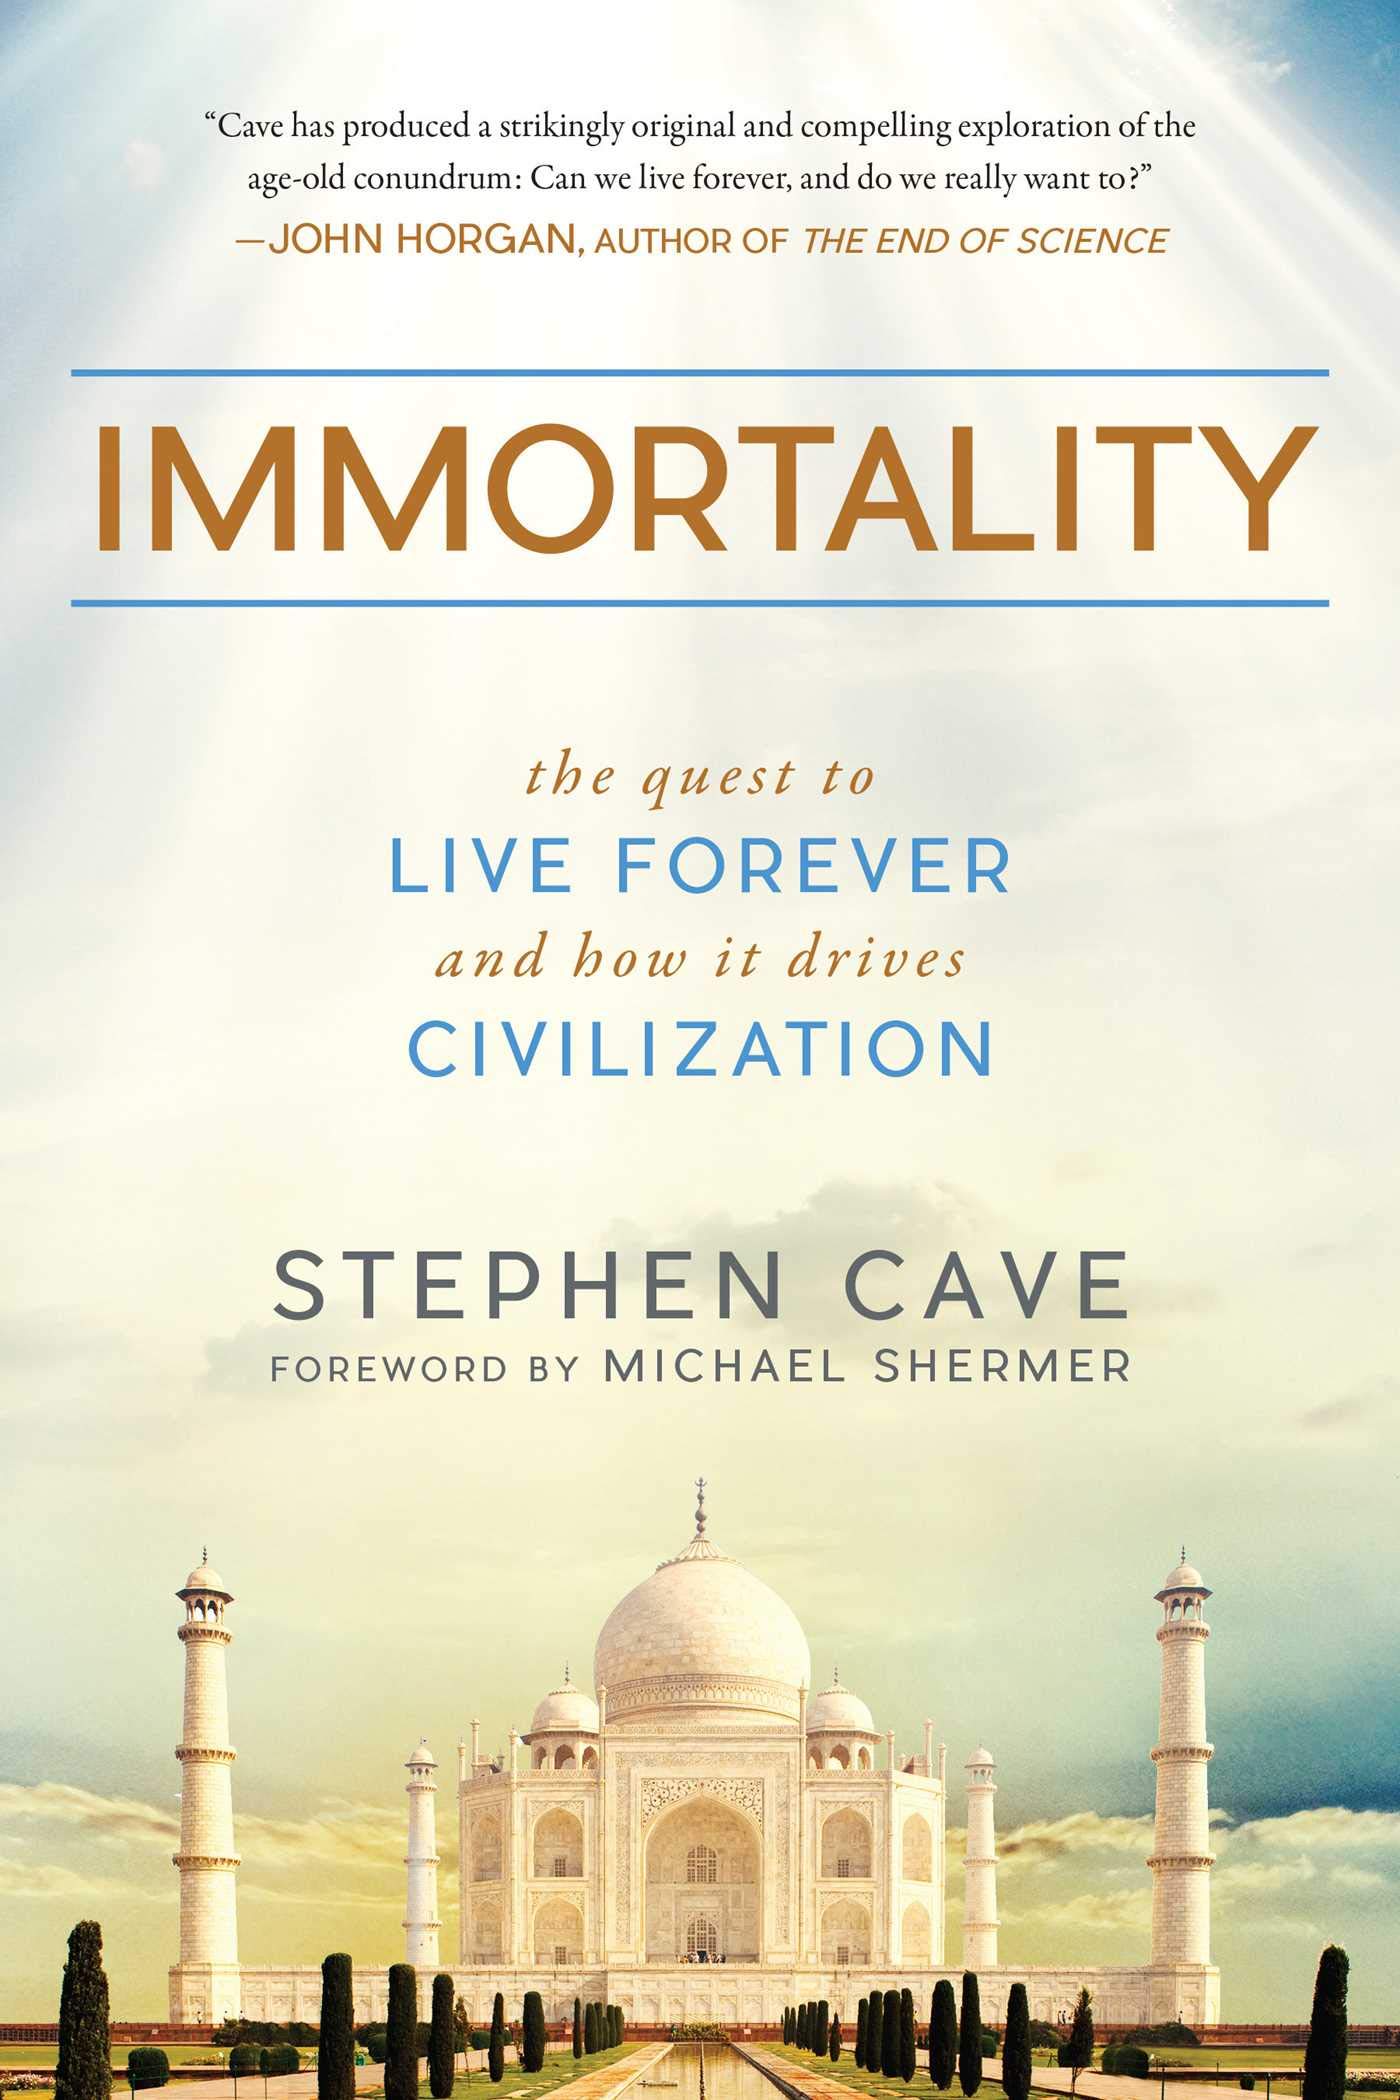 “Cave has produced a strikingly original and compelling exploration of the
age-old conundrum: Can we live forever, and do we really want to?”
—JOHN HORGAN, AUTHOR OF THE END OF SCIENCE
IMMORTALITY
the quest to
LIVE FOREVER
and how it drives
CIVILIZATION
STEPHEN CAVE
FOREWORD BY MICHAEL SHERMER